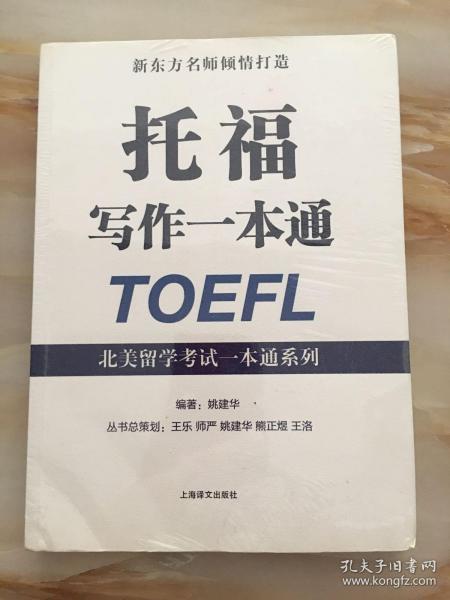 新东方名师倾情打造
托福
写作一本通
TOEFL
北美留学考试一本通系列
编著：姚建华
丛书总策划：王乐 师严 姚建华 熊正煜 王洛
上海译文出版社
孔夫子旧书网
www.kongfz.com